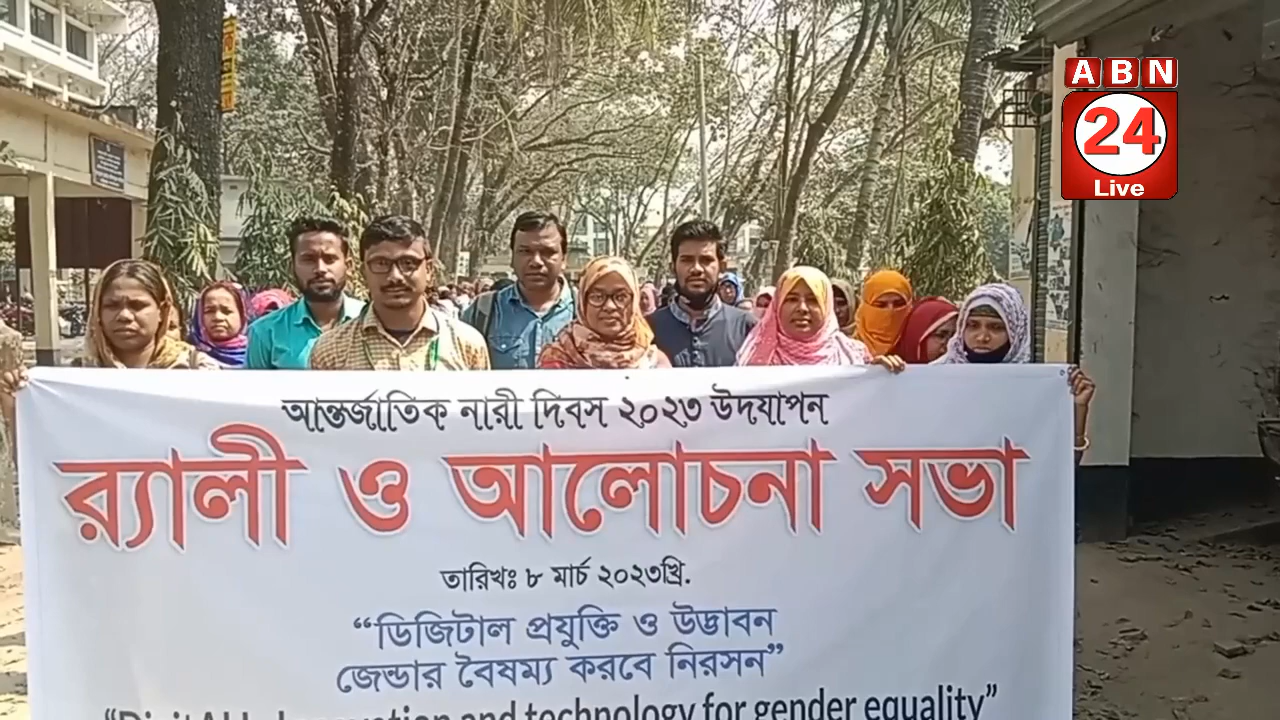 ABN
24
Live
আন্তর্জাতিক নারী দিবস ২০২৩ উদযাপন
র‍্যালী ও আলোচনা সভা
তারিখঃ ৮ মার্চ ২০২৩খ্রি.
“ডিজিটাল প্রযুক্তি ও উদ্ভাবন
জেন্ডার বৈষম্য করবে নিরসন”
and technology for gender equality”